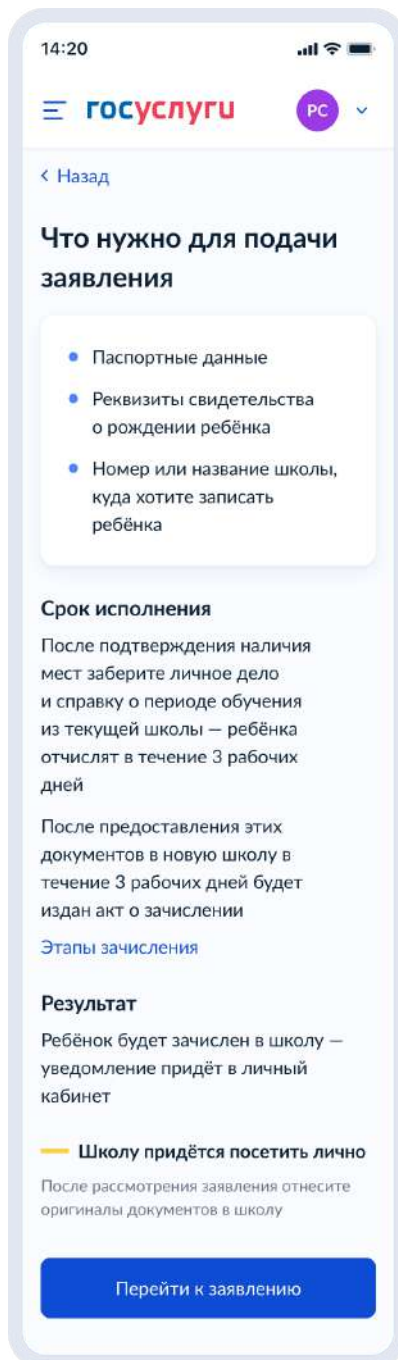 14:20
госуслуги
РС
Назад
Что нужно для подачи
заявления
Паспортные данные
Реквизиты свидетельства
о рождении ребёнка
Номер или название школы,
куда хотите записать
ребёнка
Срок исполнения
После подтверждения наличия
мест заберите личное дело
и справку о периоде обучения
из текущей школы — ребёнка
отчислят в течение 3 рабочих
дней
После предоставления этих
документов в новую школу в
течение 3 рабочих дней будет
издан акт о зачислении
Этапы зачисления
Результат
Ребёнок будет зачислен в школу —
уведомление придёт в личный
кабинет
Школу придётся посетить лично
После рассмотрения заявления отнесите
оригиналы документов в школу
Перейти к заявлению